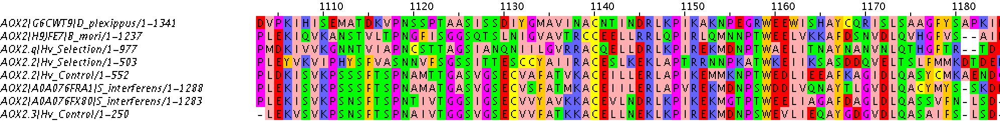 1110 1120 1130 1140 1150 1160 1170 1180
AOX2|G6CWT9|D_plexippus/1-1341 DVPKIHISEMATDKVPNSSPTAASISSDIYGMAVINACNTINDRLKPIKAKNPEGRWEEWISHAYCQRISLSAAGFYSAPKI
AOX2|H9JFE7|B_mori/1-1237 PLEKIQVKANSTVLTPNGFISGGSQTSLNIGVAVTRCCEELLRRLQPIRLQMNNPTWEELVKKAFDSNVDLQVHGFVS--AI
AOX2.q|Hv_Selection/1-977 PMDKIVVKGNNTVIAPNCSTTAGSIANQNIILGVRRACQELLDRLKPIREKMDNPTWAELITNAYNANVNLQTHGFTR--TD
AOX2.2|Hv_Selection/1-503 PLEYVKVIPHYSFVASNNVFSGSSITTESCCYAIIRACESLKEKLAPTRKNNPKATWKEIIKSASDDQVELTSLFMMKDTDE
AOX2.2|Hv_Control/1-552 PLDKISVKPSSSFTSPNAMTTGASVGSECVAFATVKACEILLERLAPIKEMMKNPTWEDLIEEAFKAGIDLQASYCMKAEND
AOX2|A0A076FRA1|S_interferens/1-1288 PLEKISVKPSSSFTSPNAMATGASVGSECVSFATMKACEIILERLAPVREKMDNPSWDDLVQNAYTLGVDLQACYMYS-SKD
AOX2|A0A076FX80|S_interferens/1-1283 PLEKISVKPSNSFTSPNTIVTGGSIGSECVVYAVKKACEVLNDRLKPIKEKMGTPTWEELIAGAFDAGLDLQASSVFN-LSD
AOX2.3|Hv_Control/1-250 -LEKVSVKPSNSFTSPNAIVTGGSVGSECVVFATKKACELLNERLKPIREKMDNPSWEVLIEQAYGDGVDLQASAIFS-LSD